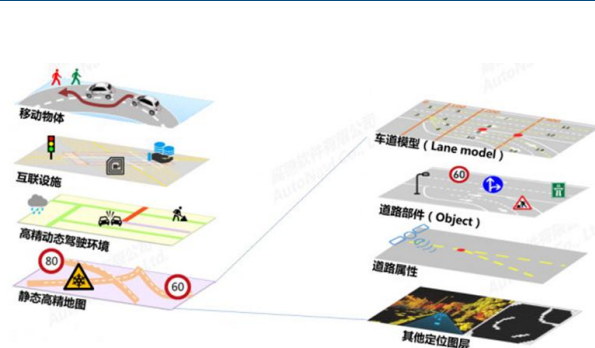 移动物体
互联设施
高精动态驾驶环境
80
60
静态高精地图
车道模型（Lane model）
60
道路部件（Object）
道路属性
其他定位图层